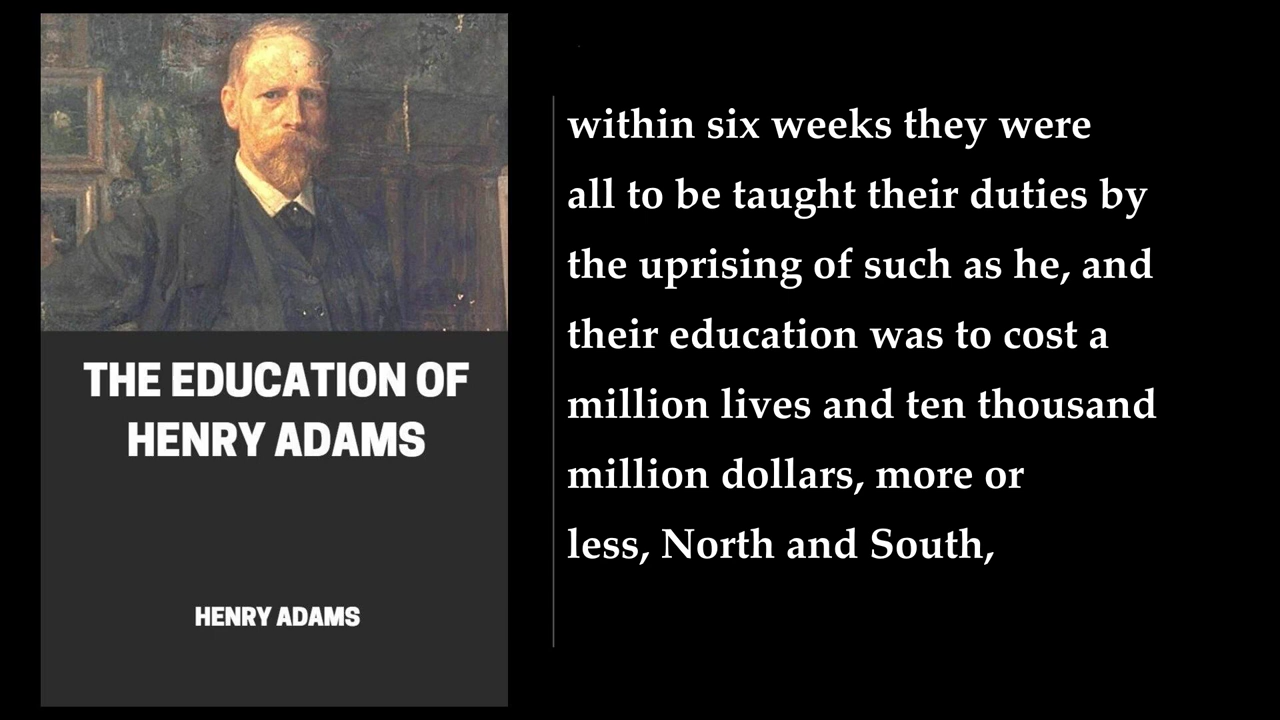 THE EDUCATION OF
HENRY ADAMS
HENRY ADAMS
within six weeks they were
all to be taught their duties by
the uprising of such as he, and
their education was to cost a
million lives and ten thousand
million dollars, more or
less, North and South,